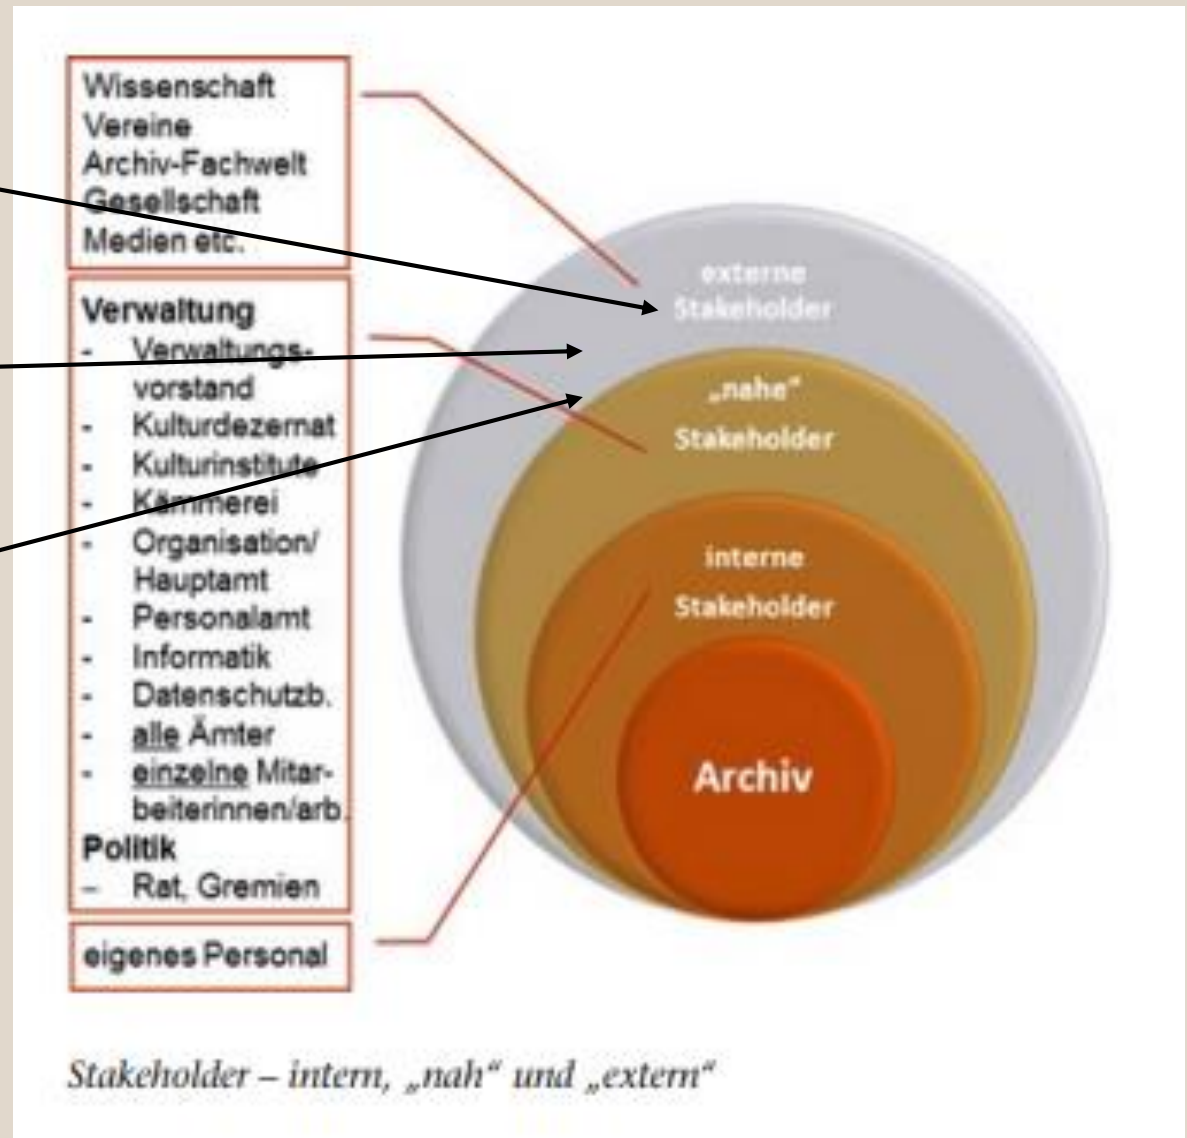 Wissenschaft
Vereine
Archiv-Fachwelt
Gesellschaft
Medien etc.
Verwaltung
- Verwaltungs-
vorstand
- Kulturdezernat
- Kulturinstitute
- Kämmerei
- Organisation/
Hauptamt
- Personalamt
- Informatik
- Datenschutzb.
- alle Ämter
- einzelne Mitar-
beiterinnen/arb.
Politik
– Rat, Gremien
eigenes Personal
externe
Stakeholder
„nahe“
Stakeholder
interne
Stakeholder
Archiv
Stakeholder – intern, „nah“ und „extern“